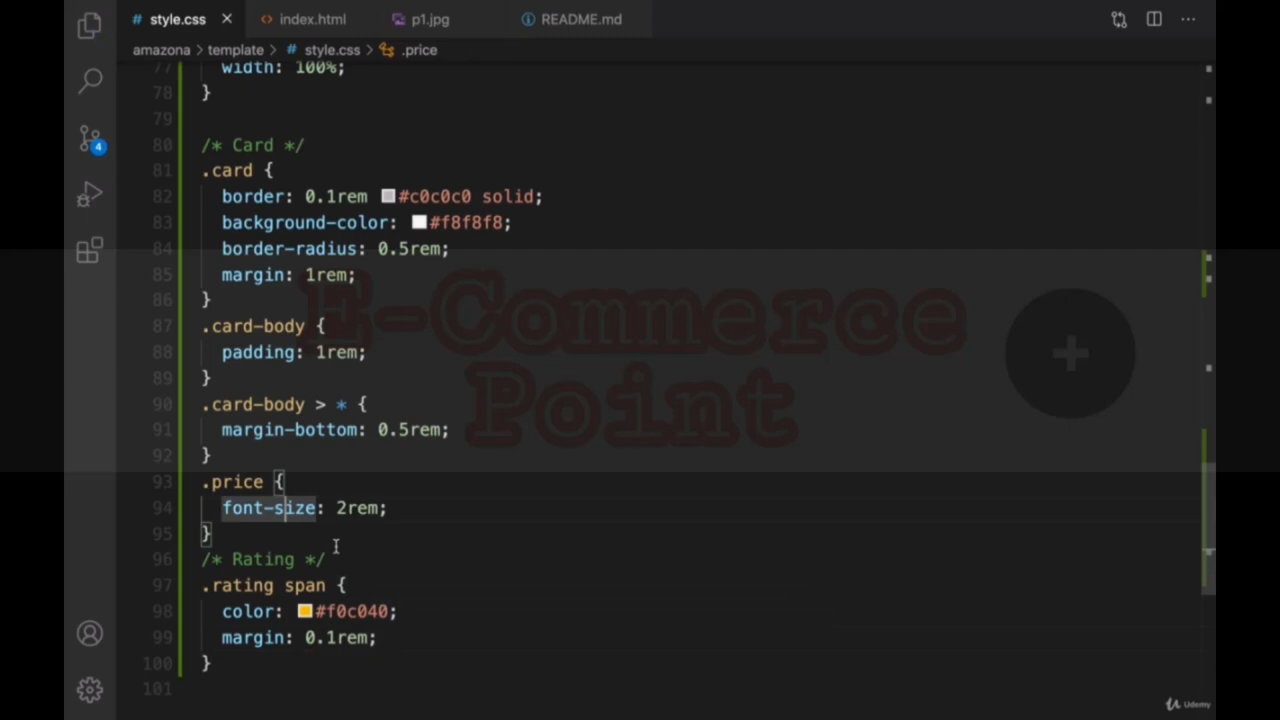 style.css
index.html
p1.jpg
README.md
amazona > template > # style.css > .price
77 width: 100%;
78 }
79
80 /* Card */
81 .card {
82 border: 0.1rem #c0c0c0 solid;
83 background-color: #f8f8f8;
84 border-radius: 0.5rem;
85 margin: 1rem;
86 }
87 .card-body {
88 padding: 1rem;
89 }
90 .card-body > * {
91 margin-bottom: 0.5rem;
92 }
93 .price {
94 font-size: 2rem;
95 }
96 /* Rating */
97 .rating span {
98 color: #f0c040;
99 margin: 0.1rem;
100 }
101
4
E-Commerce
Point
+
Udemy